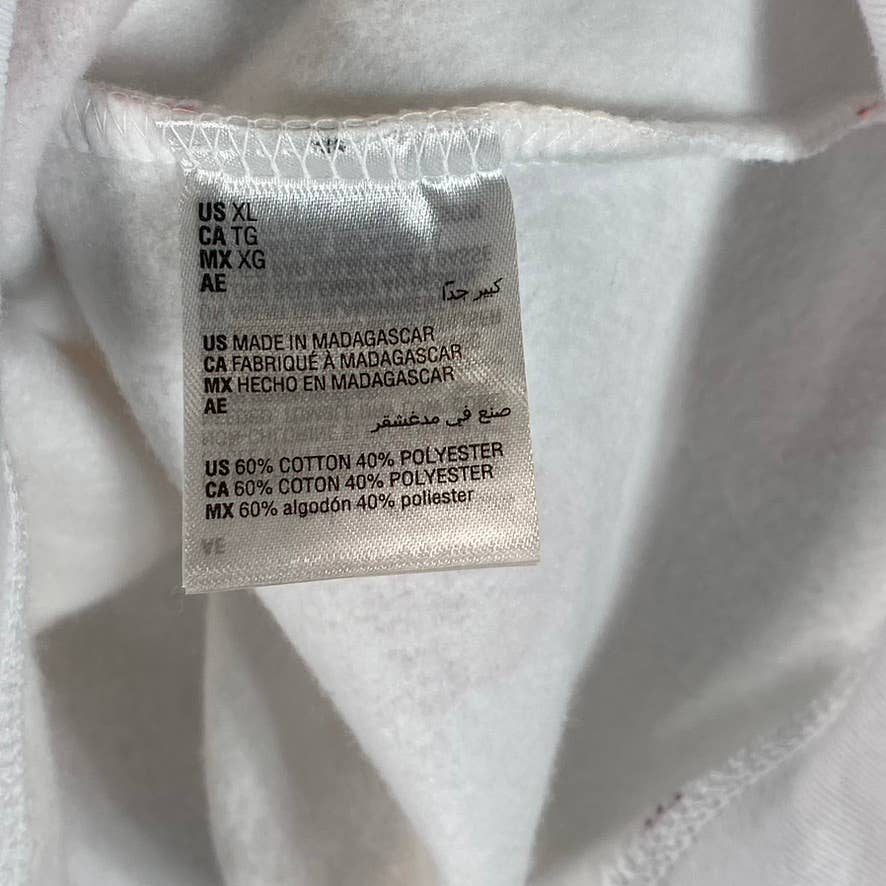 US XL
CA TG
MX XG
AE
كبير جدًا
US MADE IN MADAGASCAR
CA FABRIQUÉ À MADAGASCAR
MX HECHO EN MADAGASCAR
AE
صنع في مدغشقر
US 60% COTTON 40% POLYESTER
CA 60% COTON 40% POLYESTER
MX 60% algodón 40% poliester